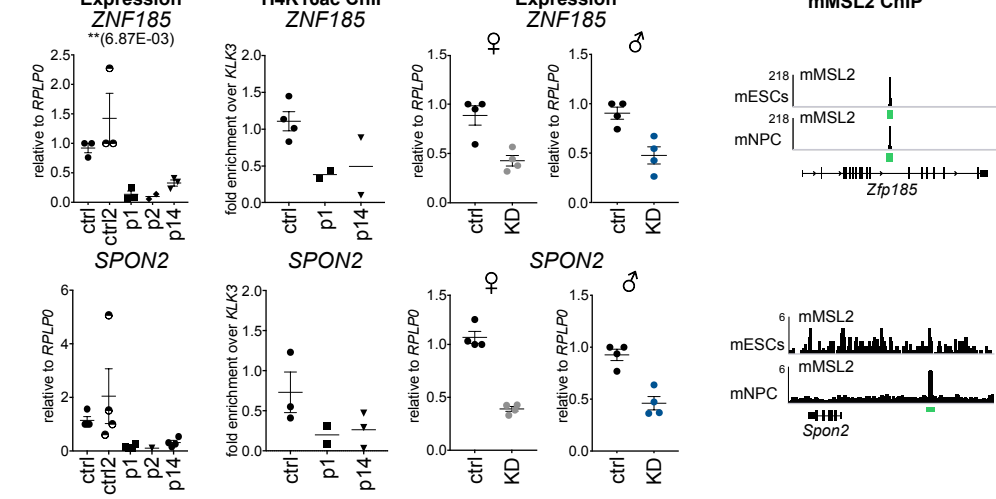 Expression
H4K16ac ChIP
Expression
mMSL2 ChIP
ZNF185
ZNF185
ZNF185
**(6.87E-03)
♀
♂
relative to RPLP0
2.5
2.0
1.5
1.0
0.5
0.0
ctrl
ctrl2
p1
p2
p14
fold enrichment over KLK3
2.0
1.5
1.0
0.5
0.0
ctrl
p1
p14
relative to RPLP0
1.5
1.0
0.5
0.0
ctrl
KD
relative to RPLP0
1.5
1.0
0.5
0.0
ctrl
KD
218
mMSL2
mESCs
218
mMSL2
mNPC
Zfp185
SPON2
SPON2
SPON2
♀
♂
relative to RPLP0
6
4
2
0
ctrl
ctrl2
p1
p2
p14
fold enrichment over KLK3
2.0
1.5
1.0
0.5
0.0
ctrl
p1
p14
relative to RPLP0
1.5
1.0
0.5
0.0
ctrl
KD
relative to RPLP0
1.5
1.0
0.5
0.0
ctrl
KD
6
mMSL2
mESCs
6
mMSL2
mNPC
Spon2